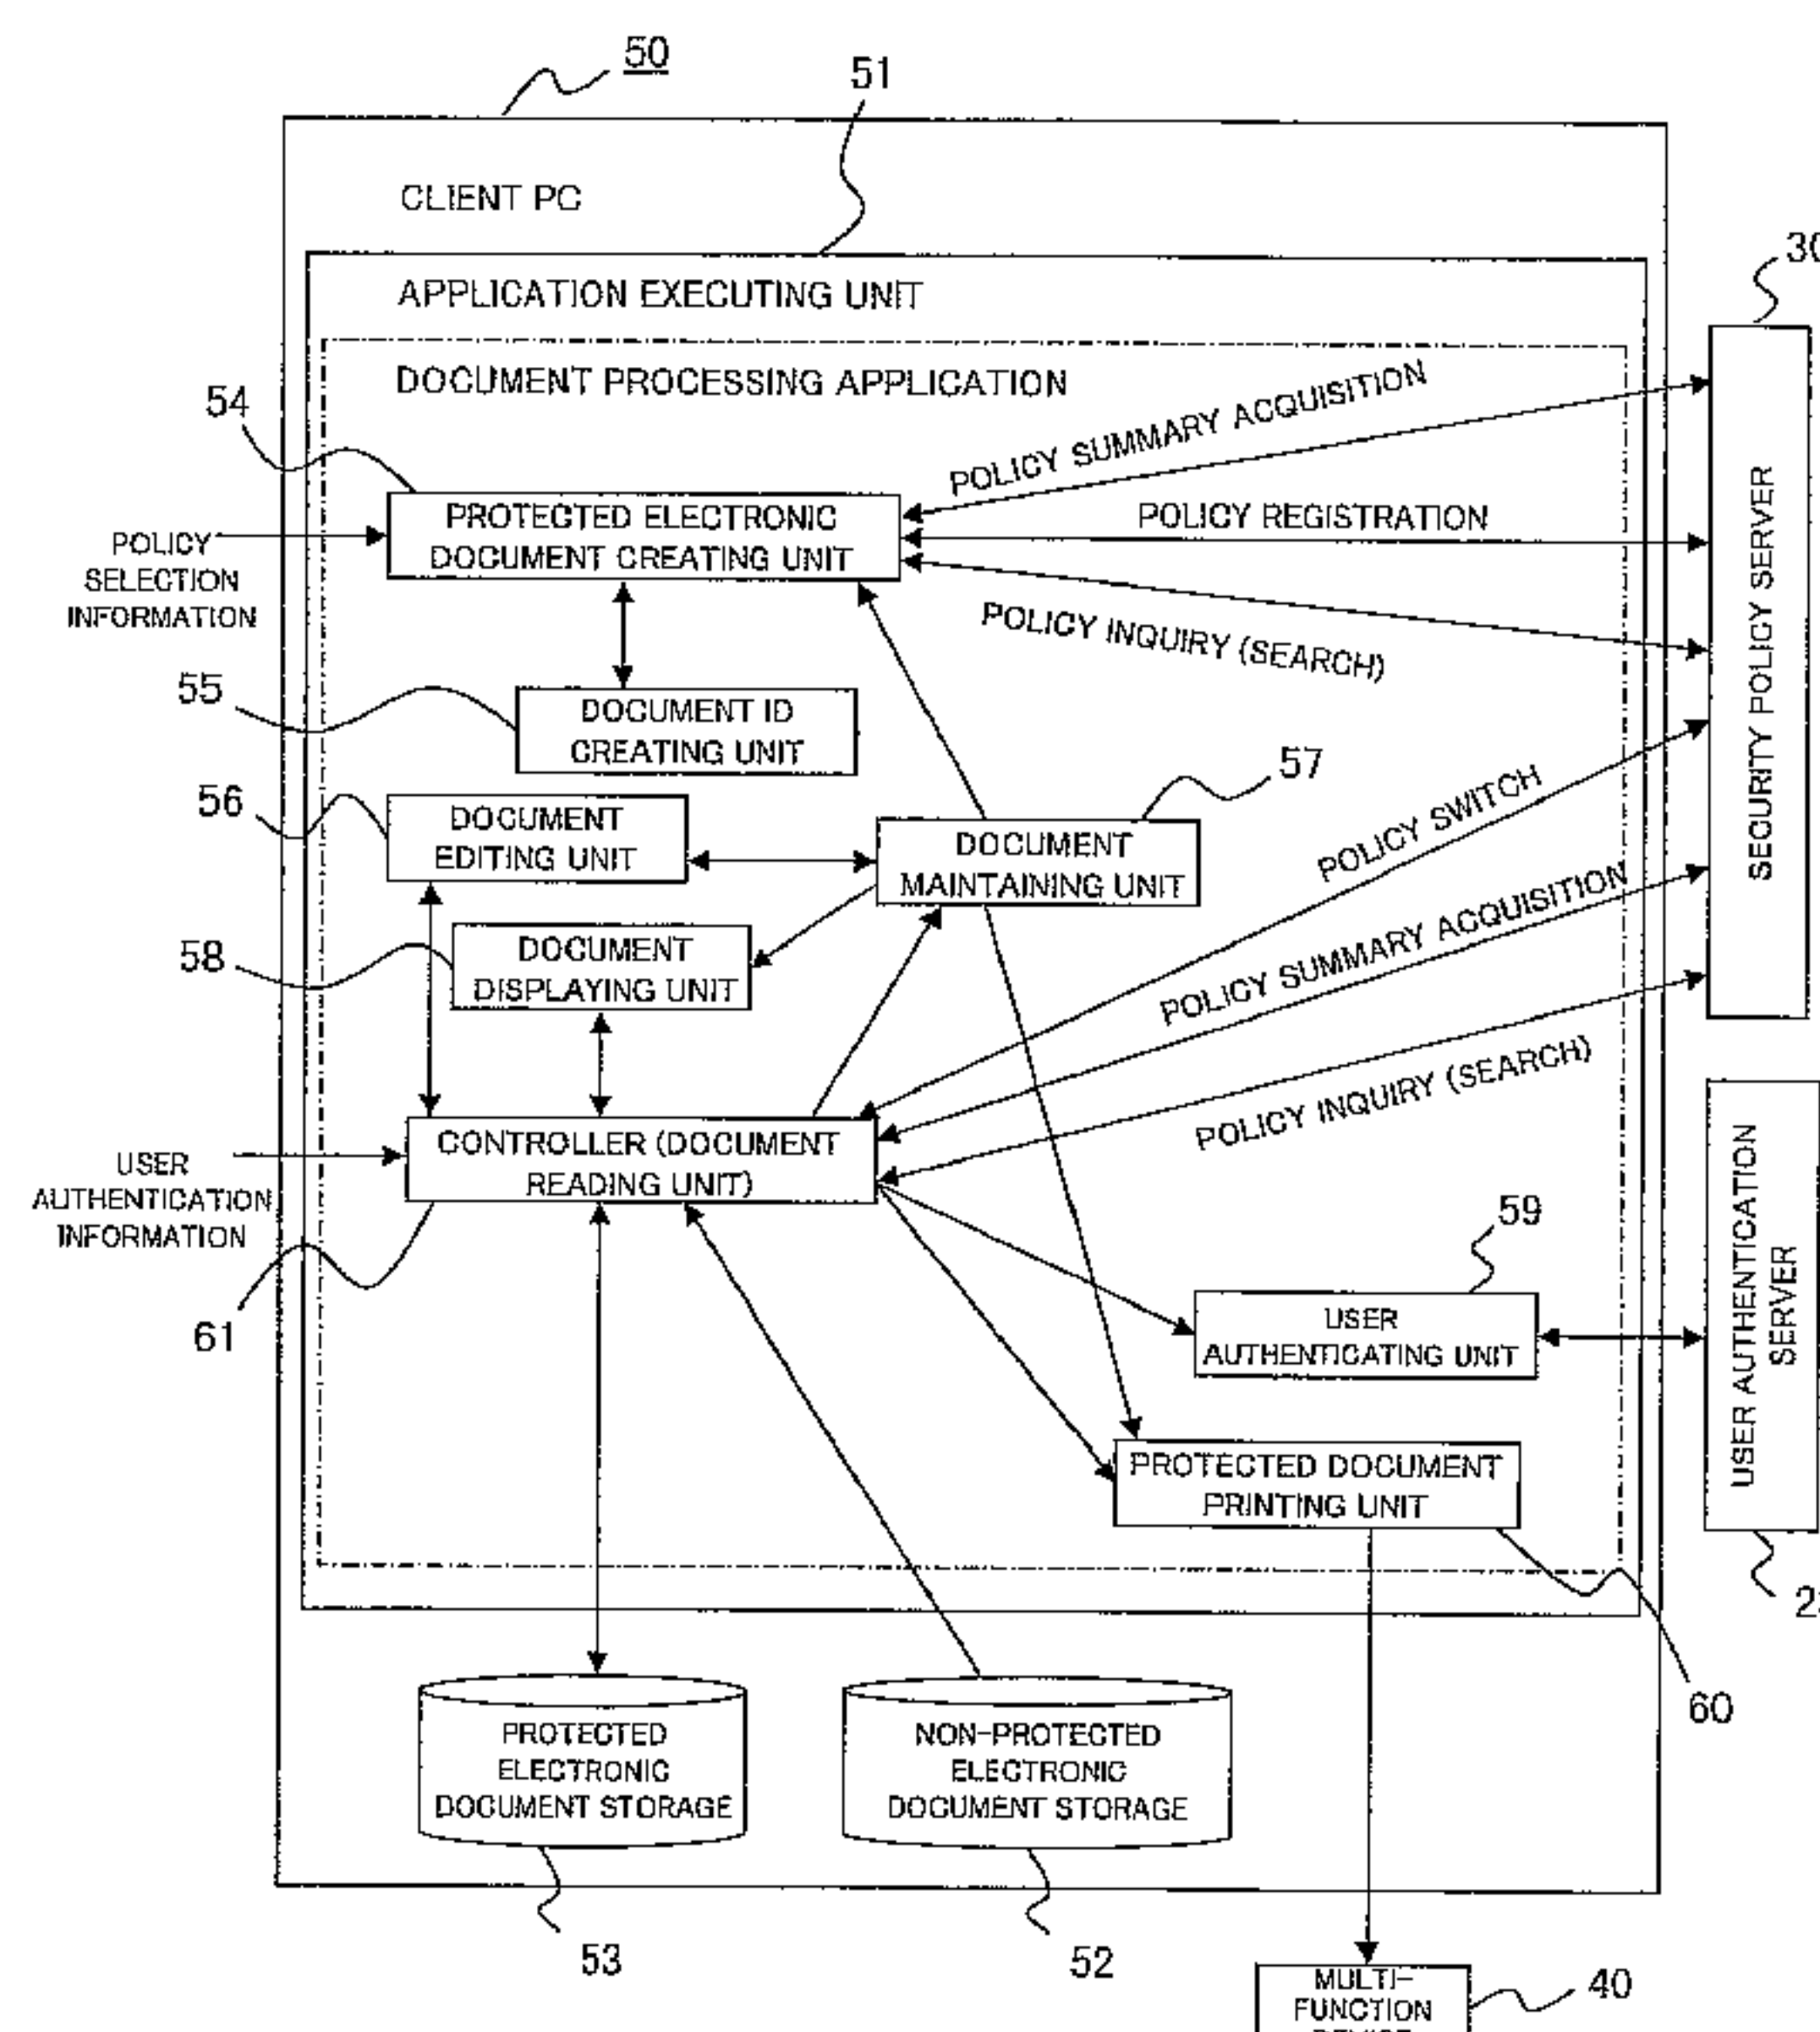 50
51
CLIENT PC
30
APPLICATION EXECUTING UNIT
DOCUMENT PROCESSING APPLICATION
54
POLICY SUMMARY ACQUISITION
PROTECTED ELECTRONIC
DOCUMENT CREATING UNIT
POLICY REGISTRATION
POLICY
SELECTION
INFORMATION
POLICY INQUIRY (SEARCH)
SECURITY POLICY SERVER
55
DOCUMENT ID
CREATING UNIT
57
56
DOCUMENT
EDITING UNIT
DOCUMENT
MAINTAINING UNIT
POLICY SWITCH
58
DOCUMENT
DISPLAYING UNIT
POLICY SUMMARY ACQUISITION
POLICY INQUIRY (SEARCH)
CONTROLLER (DOCUMENT
READING UNIT)
USER
AUTHENTICATION
INFORMATION
61
59
USER
AUTHENTICATING UNIT
USER AUTHENTICATION
SERVER
PROTECTED DOCUMENT
PRINTING UNIT
60
PROTECTED
ELECTRONIC
DOCUMENT STORAGE
NON-PROTECTED
ELECTRONIC
DOCUMENT STORAGE
53
52
MULTI-
FUNCTION
40